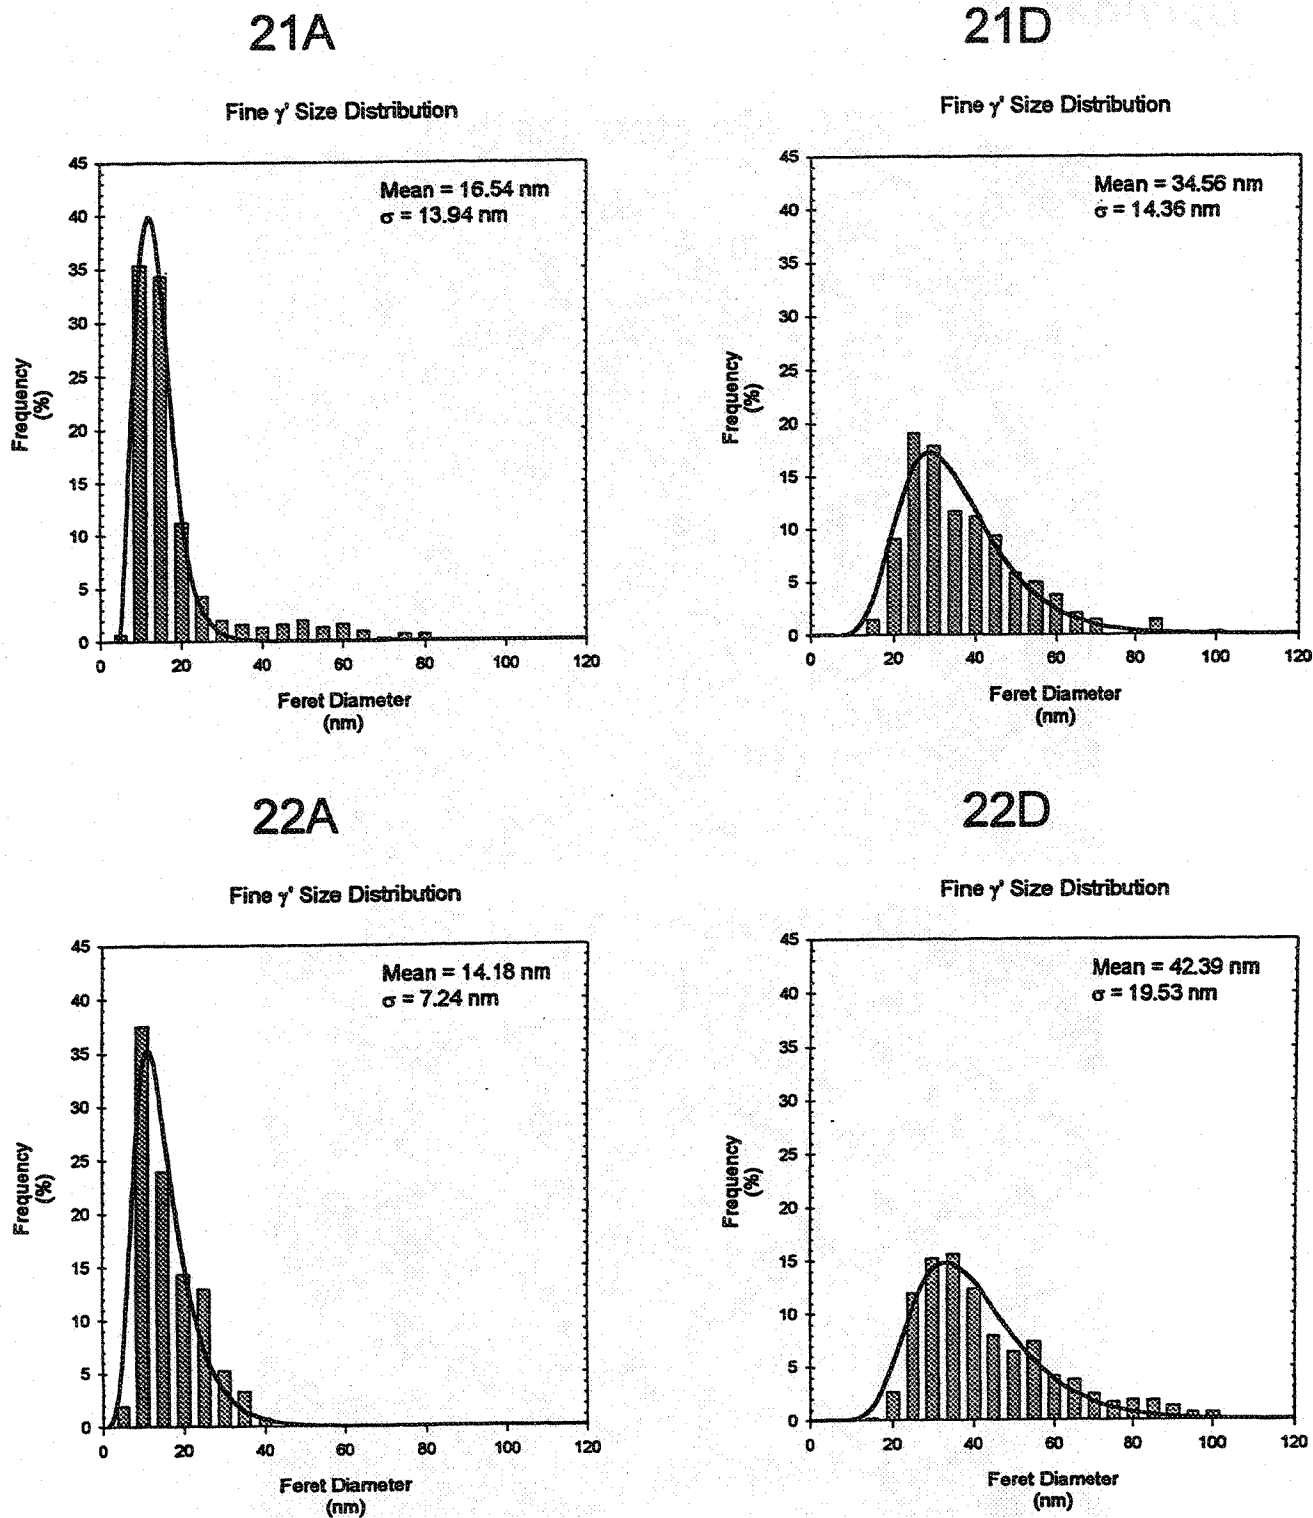 21A
Fine γ' Size Distribution
45
40
35
30
25
20
15
10
5
0
Frequency
(%)
Mean = 16.54 nm
σ = 13.94 nm
0 20 40 60 80 100 120
Feret Diameter
(nm)
21D
Fine γ' Size Distribution
45
40
35
30
25
20
15
10
5
0
Frequency
(%)
Mean = 34.56 nm
σ = 14.36 nm
0 20 40 60 80 100 120
Feret Diameter
(nm)
22A
Fine γ' Size Distribution
45
40
35
30
25
20
15
10
5
0
Frequency
(%)
Mean = 14.18 nm
σ = 7.24 nm
0 20 40 60 80 100 120
Feret Diameter
(nm)
22D
Fine γ' Size Distribution
45
40
35
30
25
20
15
10
5
0
Frequency
(%)
Mean = 42.39 nm
σ = 19.53 nm
0 20 40 60 80 100 120
Feret Diameter
(nm)